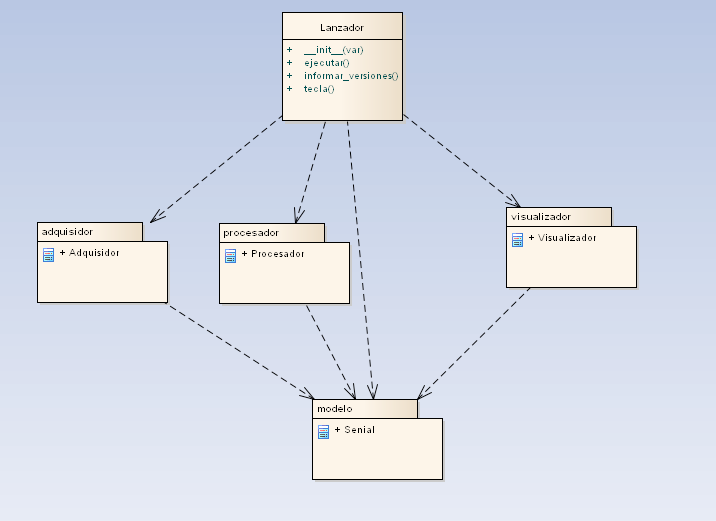 Lanzador
+ __init__(var)
+ ejecutar()
+ informar_versiones()
+ tecla()
adquisidor
+ Adquisidor
procesador
+ Procesador
visualizador
+ Visualizador
modelo
+ Senial